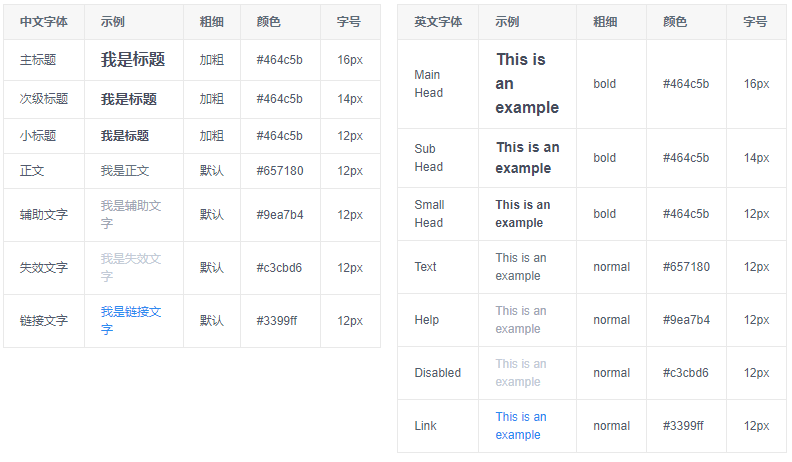 中文字体 示例 粗细 颜色 字号
主标题 我是标题 加粗 #464c5b 16px
次级标题 我是标题 加粗 #464c5b 14px
小标题 我是标题 加粗 #464c5b 12px
正文 我是正文 默认 #657180 12px
辅助文字 我是辅助文
字 默认 #9ea7b4 12px
失效文字 我是失效文
字 默认 #c3cbd6 12px
链接文字 我是链接文
字 默认 #3399ff 12px
英文字体 示例 粗细 颜色 字号
Main
Head
This is
an
example
bold #464c5b 16px
Sub
Head
This is an
example
bold #464c5b 14px
Small
Head
This is an
example
bold #464c5b 12px
Text
This is an
example
normal #657180 12px
Help
This is an
example
normal #9ea7b4 12px
Disabled
This is an
example
normal #c3cbd6 12px
Link
This is an
example
normal #3399ff 12px